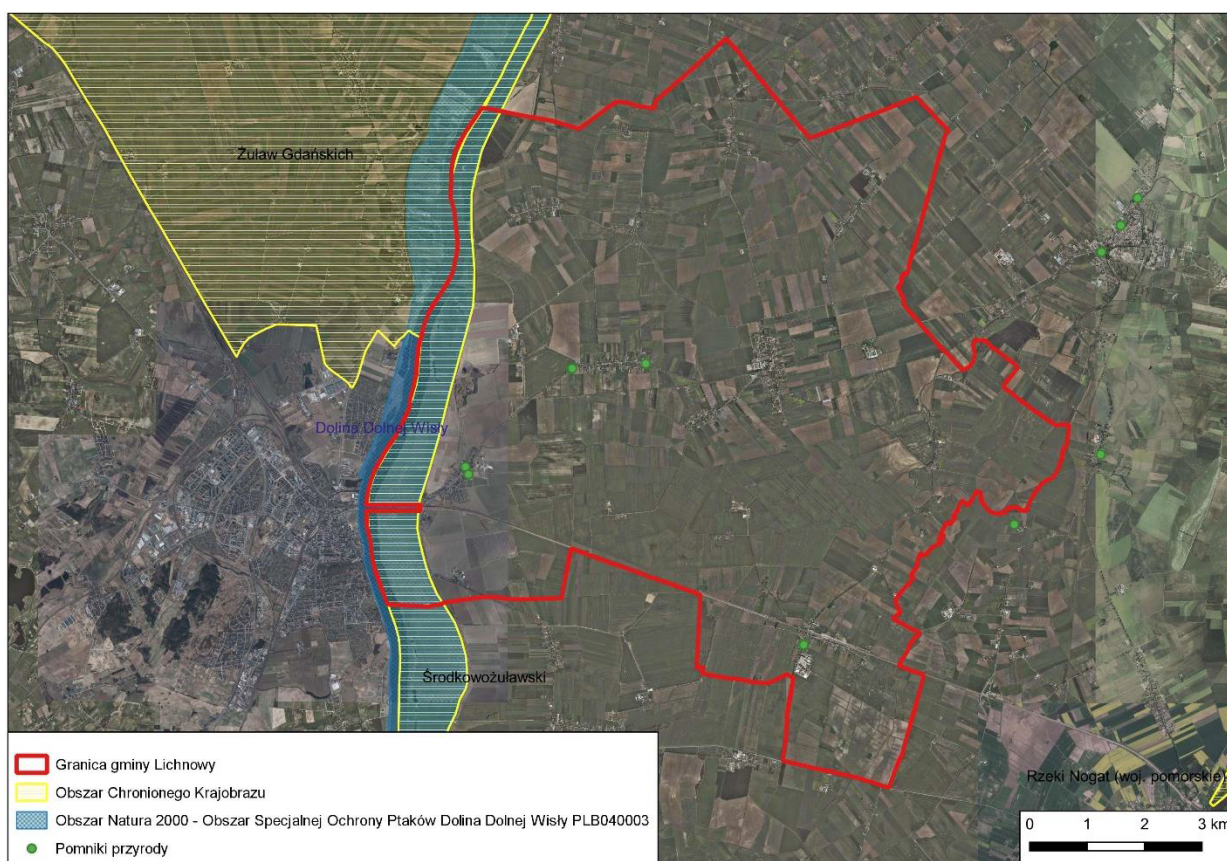 Żuław Gdańskich
Dolina Dolnej Wisły
Środkowożuławski
Rzeki Nogat (woj. pomorskie)
Granica gminy Lichnowy
Obszar Chronionego Krajobrazu
Obszar Natura 2000 - Obszar Specjalnej Ochrony Ptaków Dolina Dolnej Wisły PLB040003
Pomniki przyrody
0 1 2 3 km